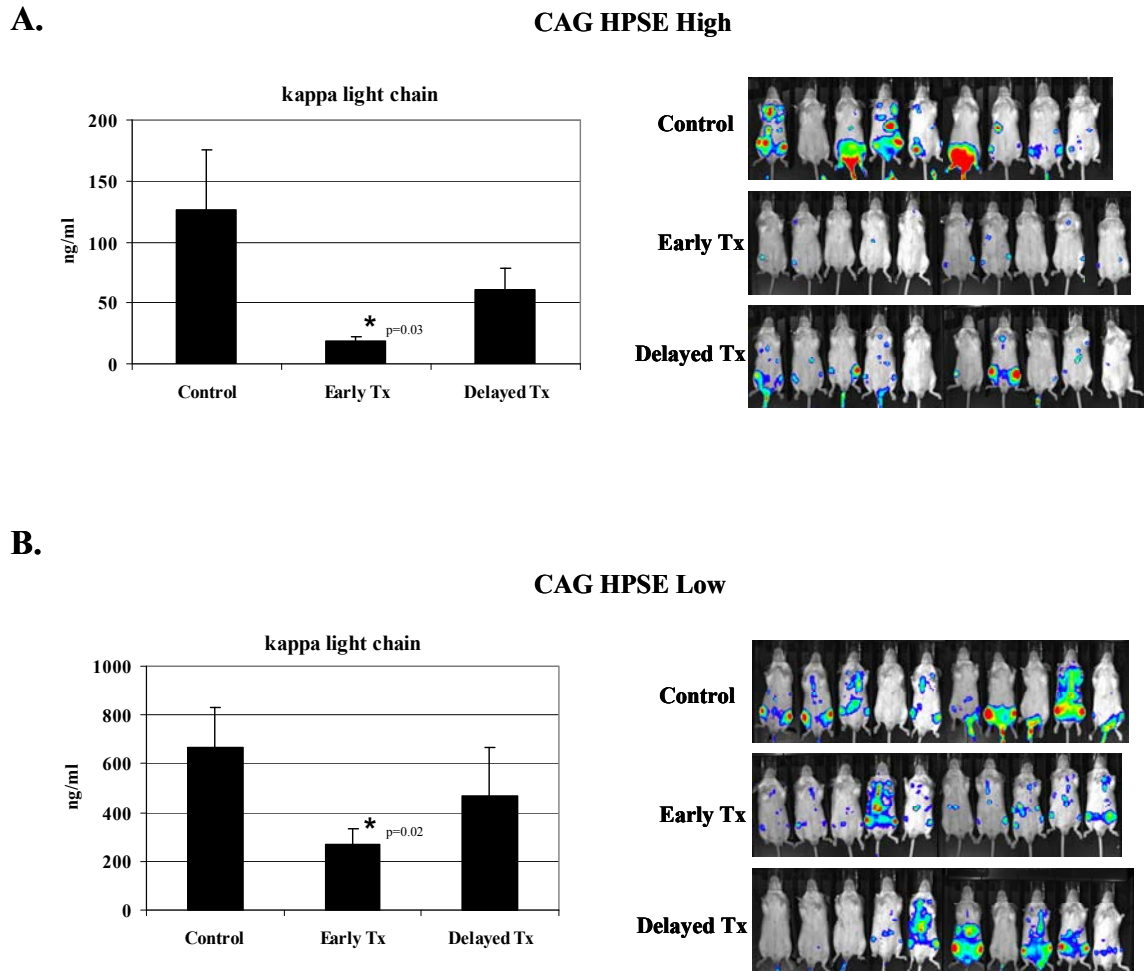 A.
CAG HPSE High
kappa light chain
200
150
100
50
0
ng/ml
* p=0.03
Control
Early Tx
Delayed Tx
Control
Early Tx
Delayed Tx
B.
CAG HPSE Low
kappa light chain
1000
800
600
400
200
0
ng/ml
* p=0.02
Control
Early Tx
Delayed Tx
Control
Early Tx
Delayed Tx